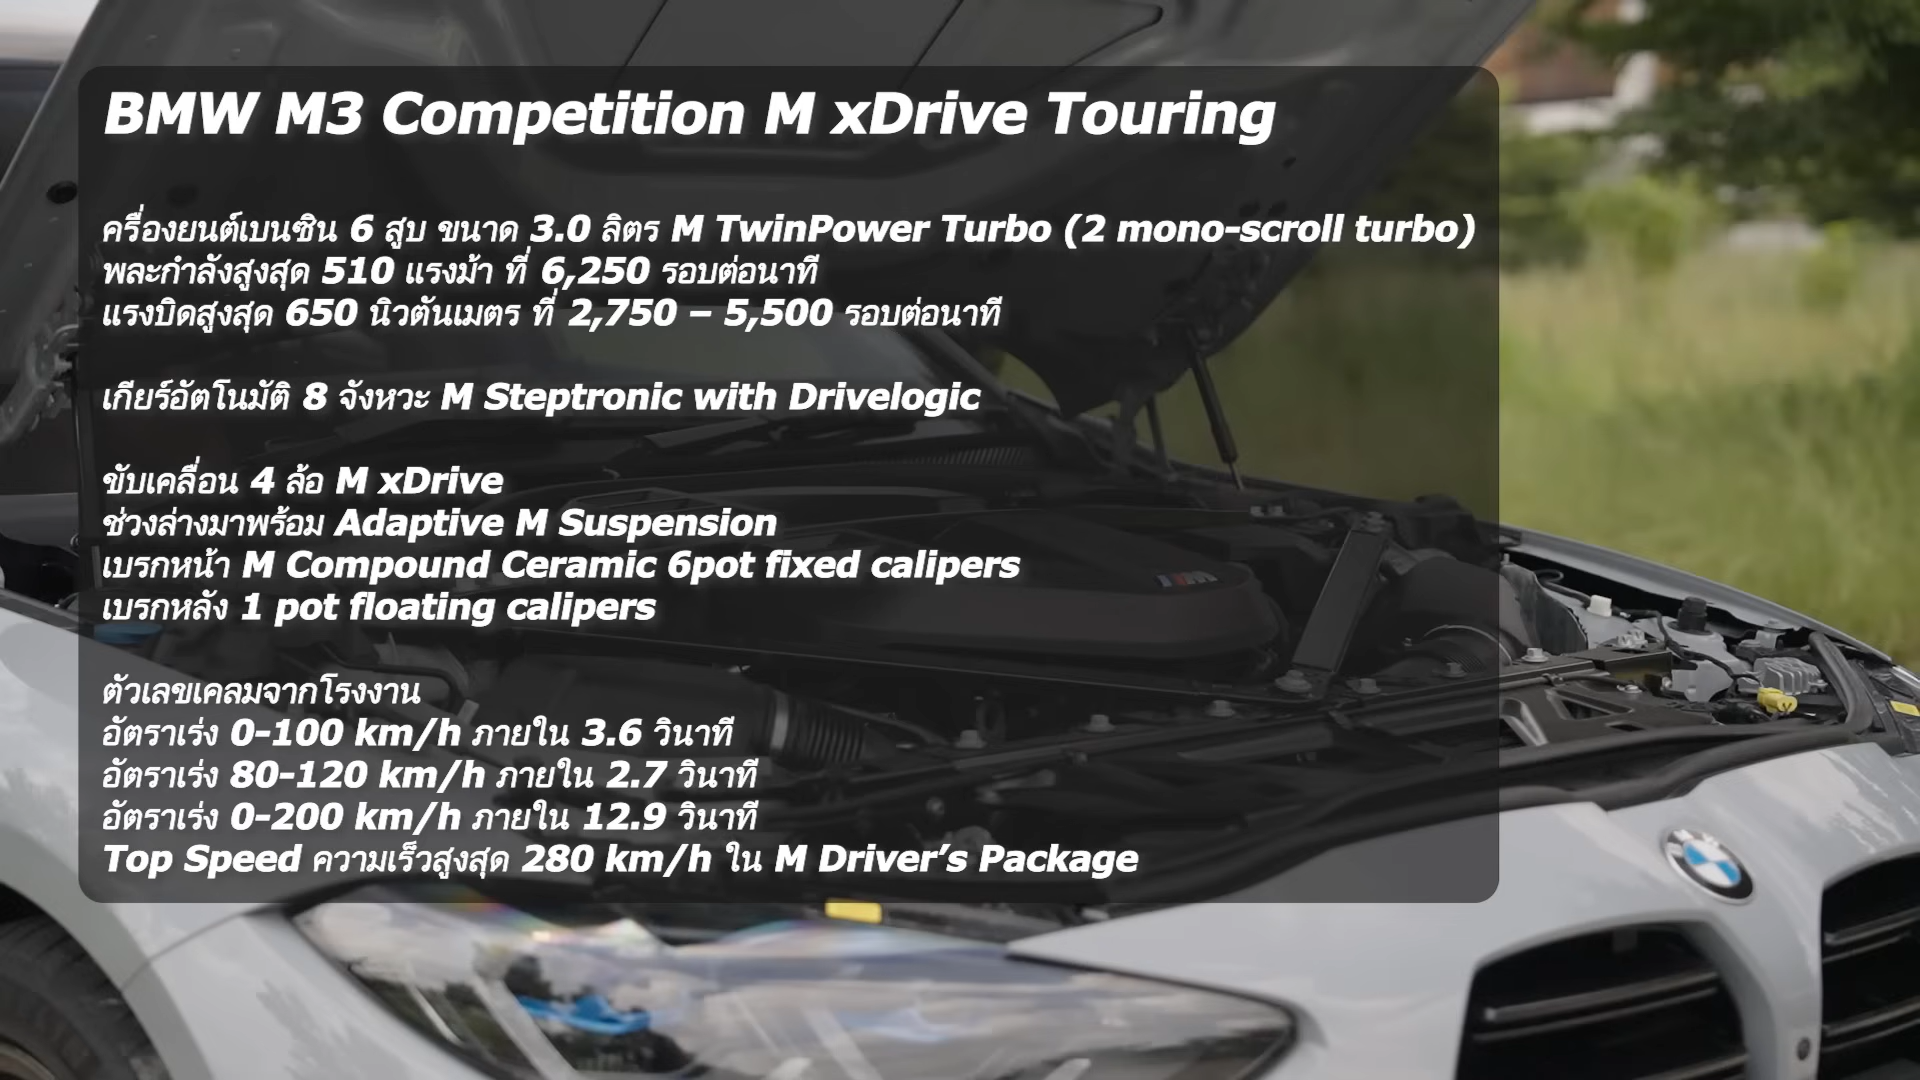 BMW M3 Competition M xDrive Touring
ครื่องยนต์เบนซิน 6 สูบ ขนาด 3.0 ลิตร M TwinPower Turbo (2 mono-scroll turbo)
พละกำลังสูงสุด 510 แรงม้า ที่ 6,250 รอบต่อนาที
แรงบิดสูงสุด 650 นิวตันเมตร ที่ 2,750 – 5,500 รอบต่อนาที
เกียร์อัตโนมัติ 8 จังหวะ M Steptronic with Drivelogic
ขับเคลื่อน 4 ล้อ M xDrive
ช่วงล่างมาพร้อม Adaptive M Suspension
เบรกหน้า M Compound Ceramic 6pot fixed calipers
เบรกหลัง 1 pot floating calipers
ตัวเลขเคลมจากโรงงาน
อัตราเร่ง 0-100 km/h ภายใน 3.6 วินาที
อัตราเร่ง 80-120 km/h ภายใน 2.7 วินาที
อัตราเร่ง 0-200 km/h ภายใน 12.9 วินาที
Top Speed ความเร็วสูงสุด 280 km/h ใน M Driver’s Package